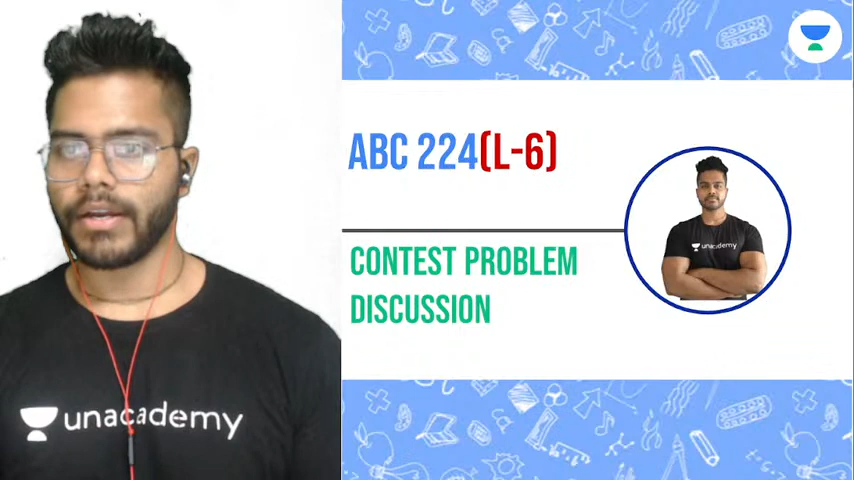 ABC 224(L-6)
CONTEST PROBLEM
DISCUSSION
unacademy
unacademy